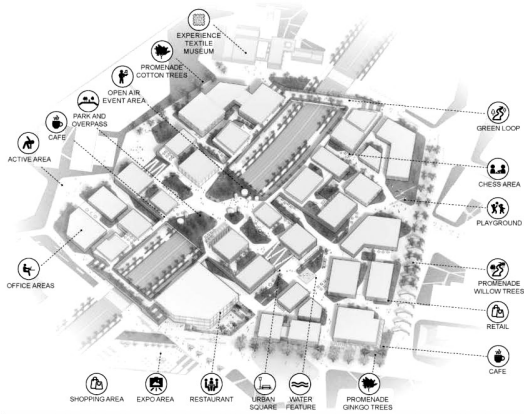 EXPERIENCE
TEXTILE
MUSEUM
PROMENADE
COTTON TREES
OPEN AIR
EVENT AREA
PARK AND
OVERPASS
CAFE
ACTIVE AREA
OFFICE AREAS
GREEN LOOP
CHESS AREA
PLAYGROUND
PROMENADE
WILLOW TREES
RETAIL
CAFE
SHOPPING AREA
EXPO AREA
RESTAURANT
URBAN
SQUARE
WATER
FEATURE
PROMENADE
GINKGO TREES